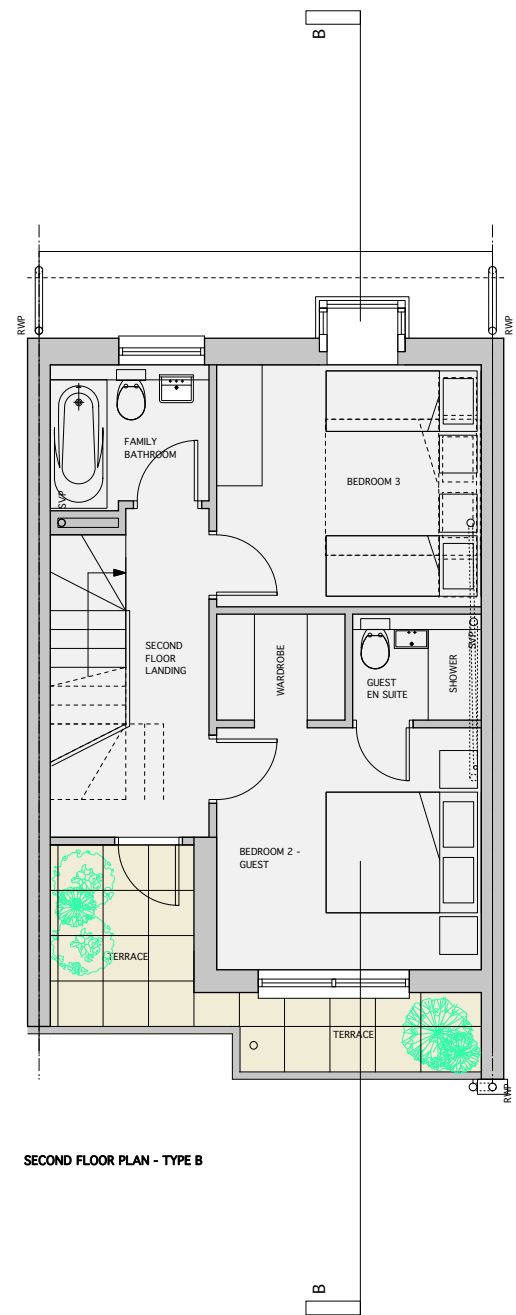 B
RWP
RWP
FAMILY
BATHROOM
SVP
BEDROOM 3
SECOND
FLOOR
LANDING
WARDROBE
GUEST
EN SUITE
SHOWER
SVP
BEDROOM 2 -
GUEST
TERRACE
TERRACE
RWP
SECOND FLOOR PLAN - TYPE B
B